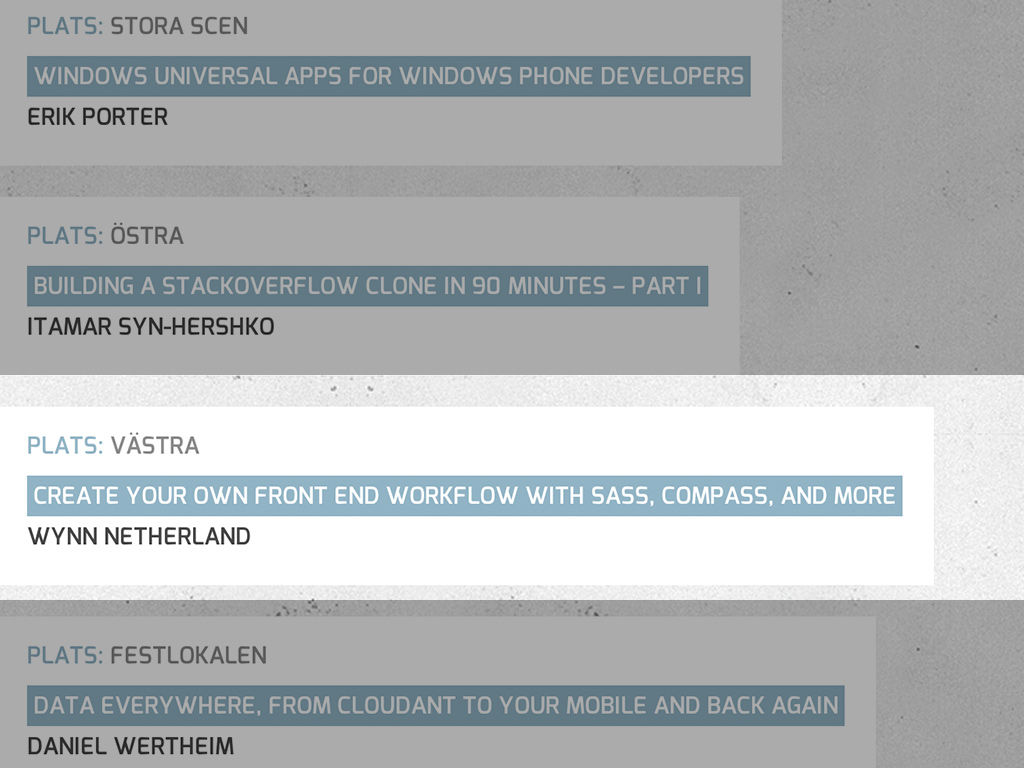 PLATS: STORA SCEN
WINDOWS UNIVERSAL APPS FOR WINDOWS PHONE DEVELOPERS
ERIK PORTER
PLATS: ÖSTRA
BUILDING A STACKOVERFLOW CLONE IN 90 MINUTES – PART I
ITAMAR SYN-HERSHKO
PLATS: VÄSTRA
CREATE YOUR OWN FRONT END WORKFLOW WITH SASS, COMPASS, AND MORE
WYNN NETHERLAND
PLATS: FESTLOKALEN
DATA EVERYWHERE, FROM CLOUDANT TO YOUR MOBILE AND BACK AGAIN
DANIEL WERTHEIM